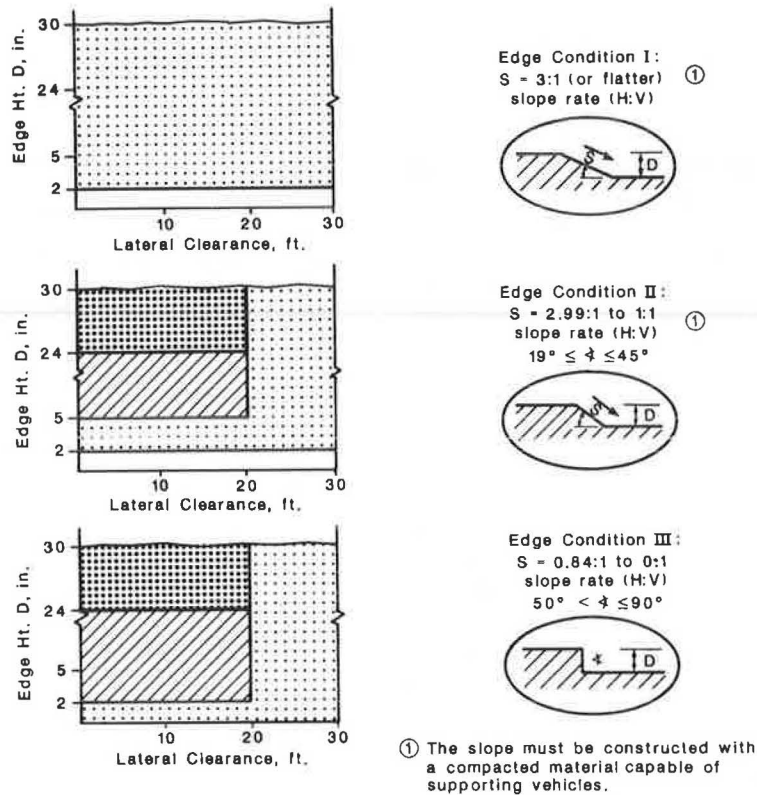 30
24
5
2
Edge Ht. D, in.
10 20 30
Lateral Clearance, ft.
Edge Condition I:
S = 3:1 (or flatter) ①
slope rate (H:V)
S
D
30
24
5
2
Edge Ht. D, in.
10 20 30
Lateral Clearance, ft.
Edge Condition II:
S = 2.99:1 to 1:1 ①
slope rate (H:V)
19° ≤ ∡ ≤45°
S
D
30
24
5
2
Edge Ht. D, in.
10 20 30
Lateral Clearance, ft.
Edge Condition III:
S = 0.84:1 to 0:1
slope rate (H:V)
50° < ∡ ≤90°
∡
D
① The slope must be constructed with
a compacted material capable of
supporting vehicles.